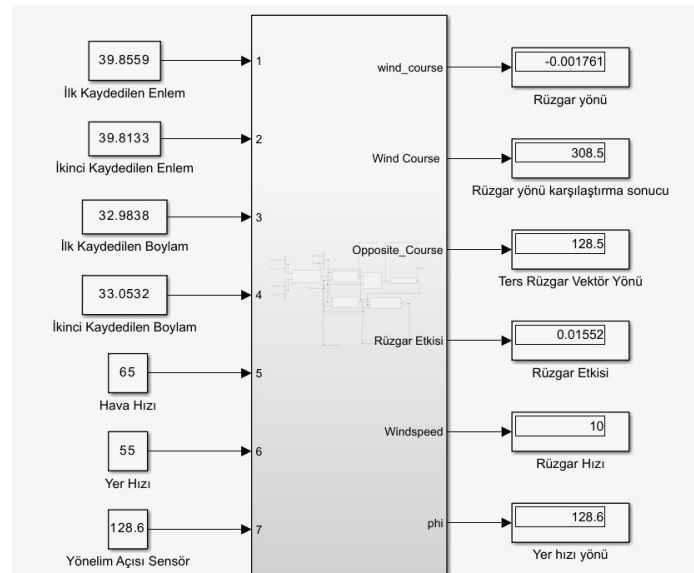 39.8559
İlk Kaydedilen Enlem
39.8133
İkinci Kaydedilen Enlem
32.9838
İlk Kaydedilen Boylam
33.0532
İkinci Kaydedilen Boylam
65
Hava Hızı
55
Yer Hızı
128.6
Yönelim Açısı Sensör
1
2
3
4
5
6
7
wind_course
Wind Course
Opposite_Course
Rüzgar Etkisi
Windspeed
phi
-0.001761
Rüzgar yönü
308.5
Rüzgar yönü karşılaştırma sonucu
128.5
Ters Rüzgar Vektör Yönü
0.01552
Rüzgar Etkisi
10
Rüzgar Hızı
128.6
Yer hızı yönü